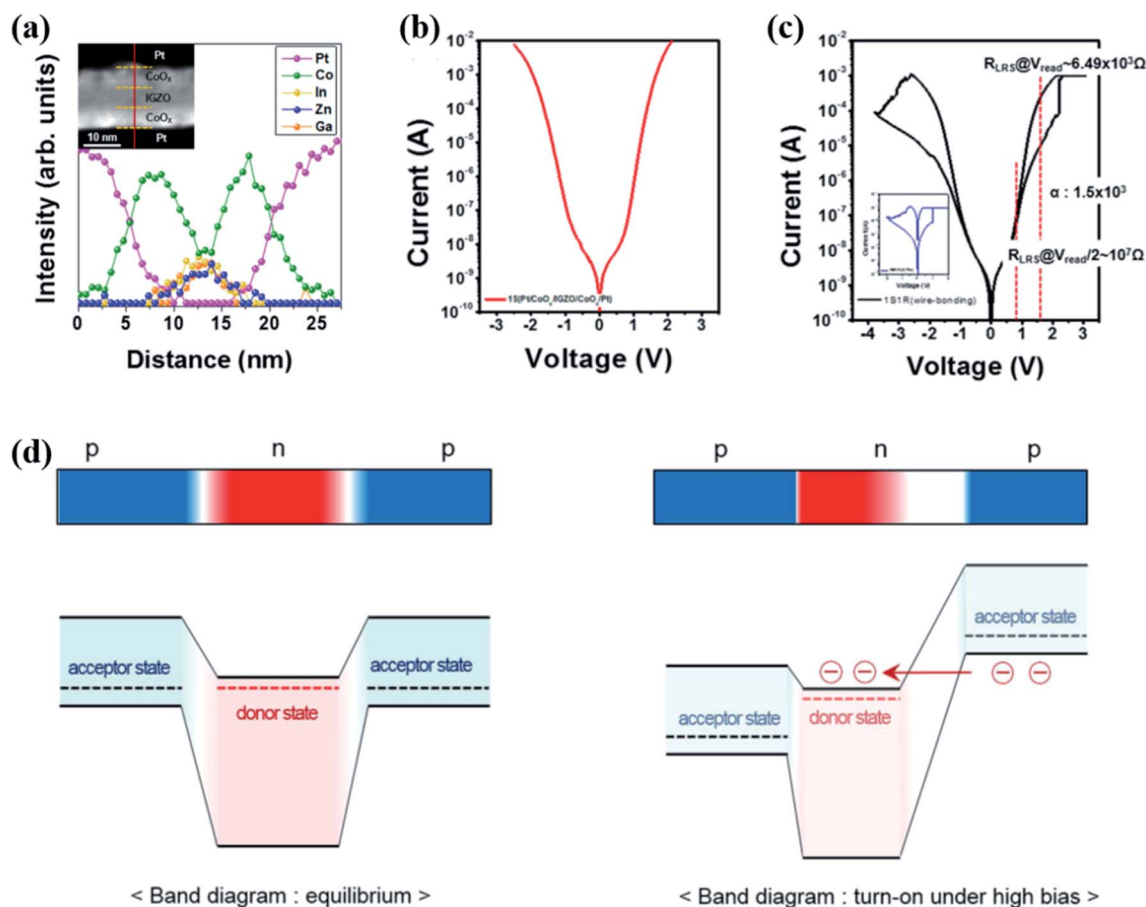 (a)
Pt
CoOₓ
IGZO
CoOₓ
Pt
10 nm
Pt
Co
In
Zn
Ga
Intensity (arb. units)
0 5 10 15 20 25
Distance (nm)
(b)
10⁻²
10⁻³
10⁻⁴
10⁻⁵
10⁻⁶
10⁻⁷
10⁻⁸
10⁻⁹
10⁻¹⁰
Current (A)
1S(Pt/CoOₓ/IGZO/CoOₓ/Pt)
-3 -2 -1 0 1 2 3
Voltage (V)
(c)
10⁻²
10⁻³
10⁻⁴
10⁻⁵
10⁻⁶
10⁻⁷
10⁻⁸
10⁻⁹
10⁻¹⁰
Current (A)
R_LRS@V_read~6.49x10³Ω
α : 1.5x10³
R_LRS@V_read/2~10⁷Ω
Current(A)
Voltage (V)
1S1R(wire-bonding)
-4 -3 -2 -1 0 1 2 3
Voltage (V)
(d)
p n p
acceptor state
donor state
acceptor state
< Band diagram : equilibrium >
p n p
acceptor state
donor state
acceptor state
< Band diagram : turn-on under high bias >